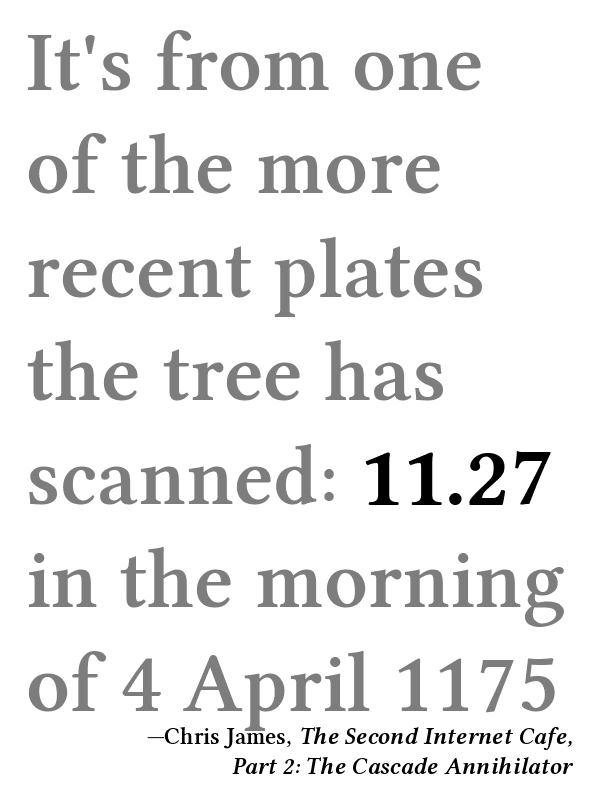 It's from one
of the more
recent plates
the tree has
scanned: 11.27
in the morning
of 4 April 1175
—Chris James, The Second Internet Cafe,
Part 2: The Cascade Annihilator